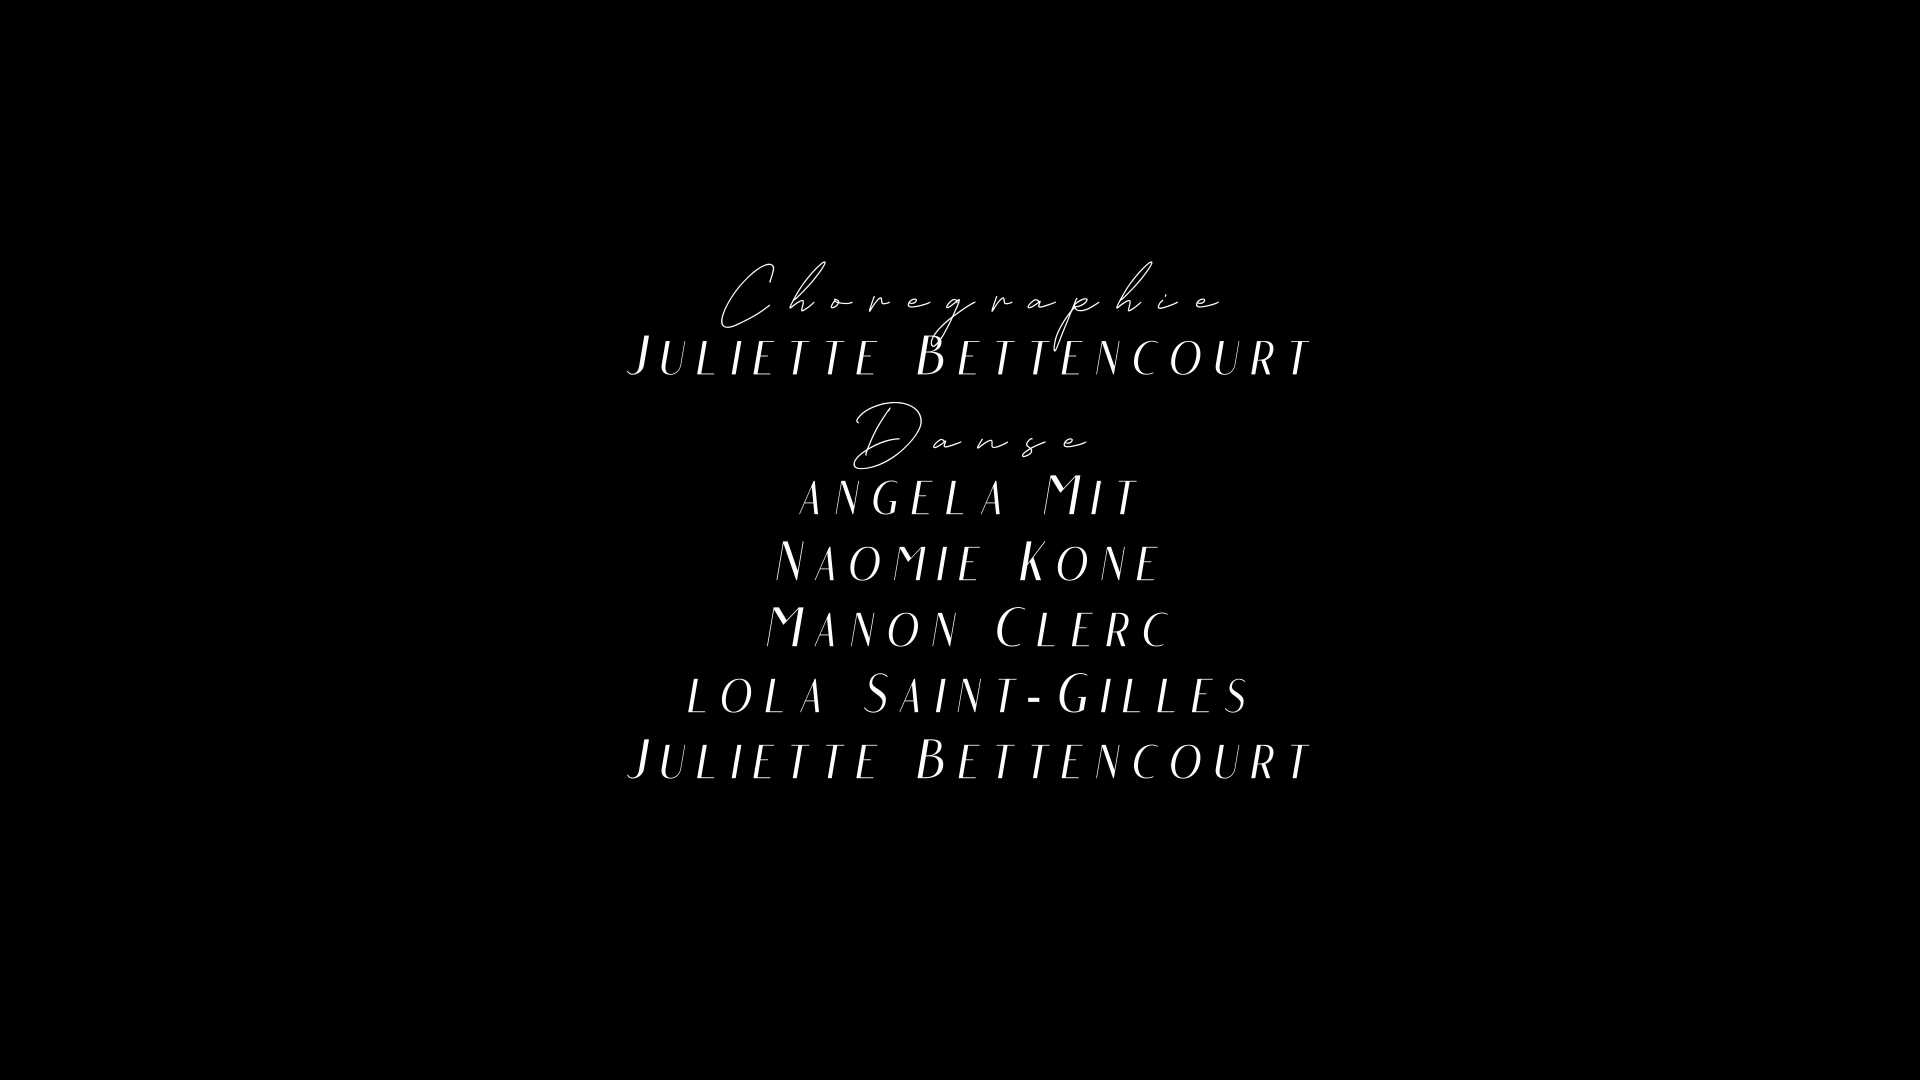 Choregraphie
Juliette Bettencourt
Danse
angela Mit
Naomie Kone
Manon Clerc
lola Saint-Gilles
Juliette Bettencourt